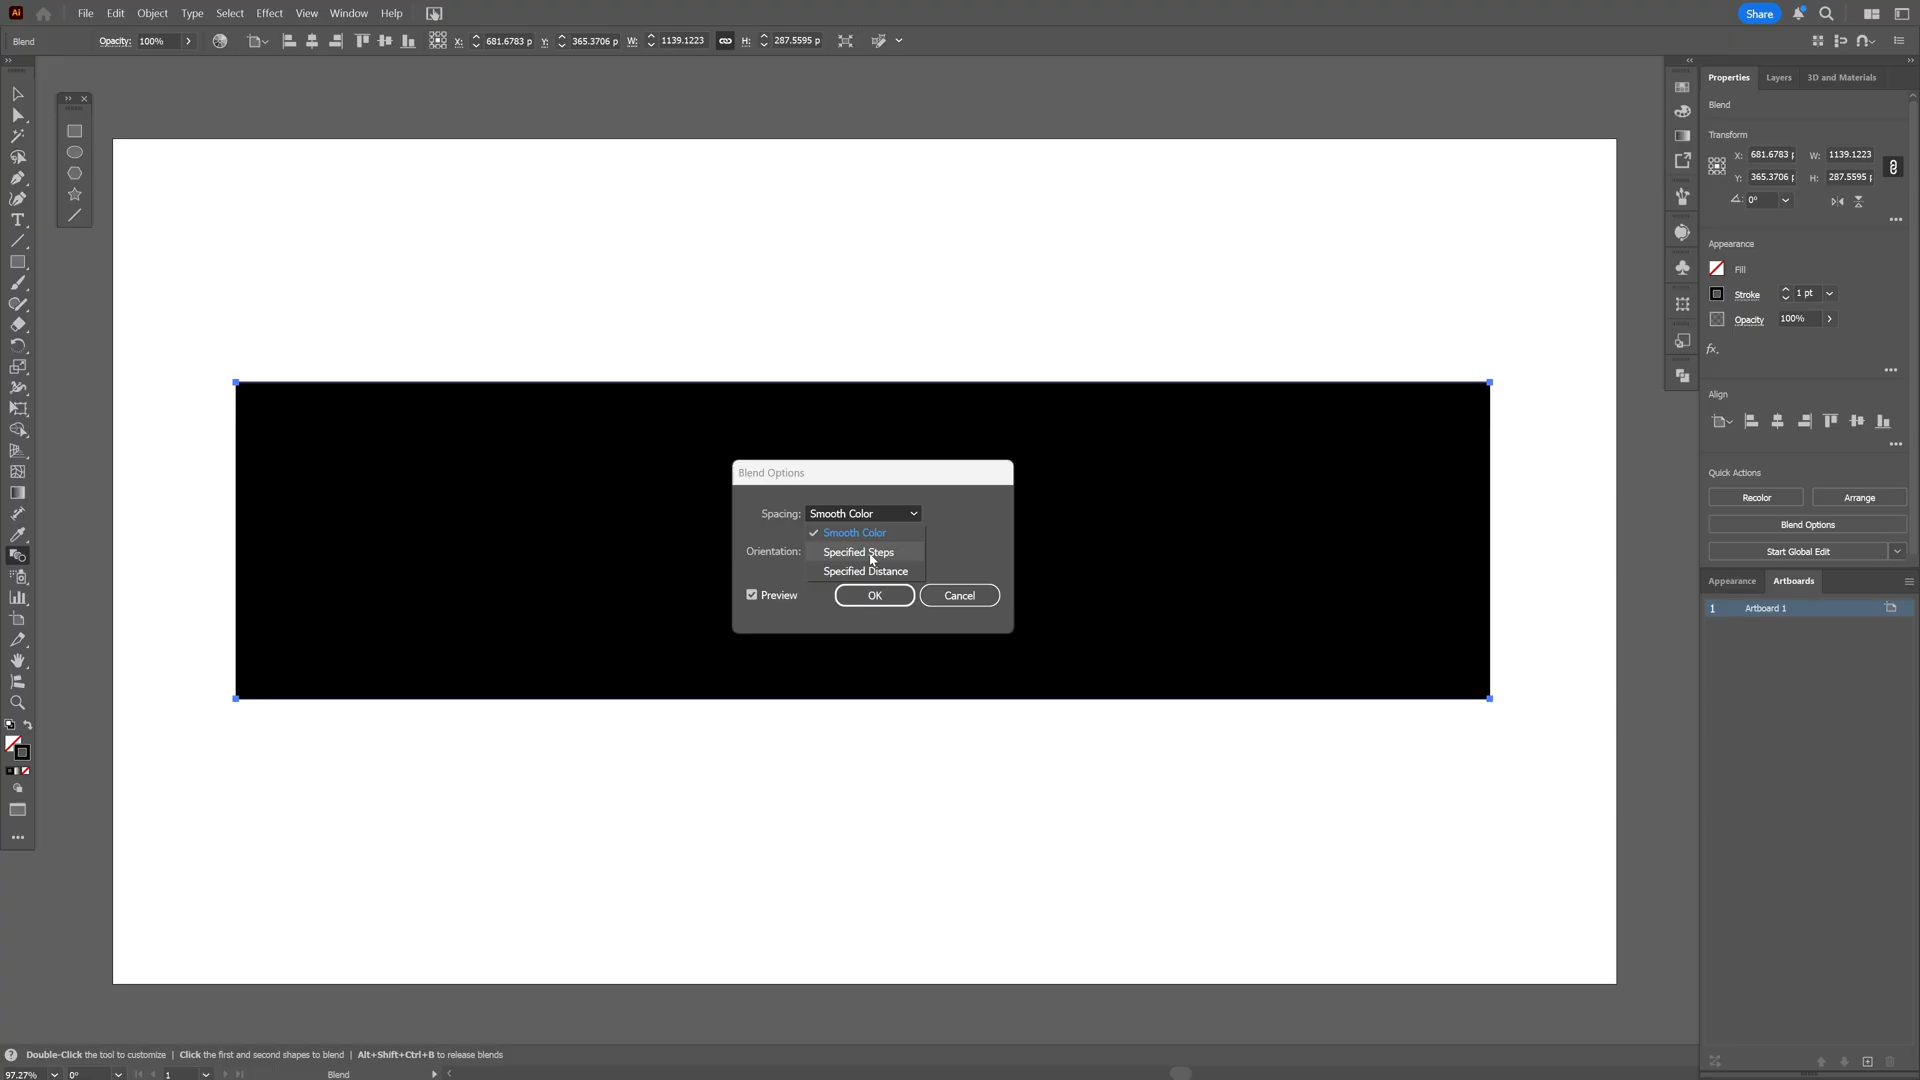 Ai File Edit Object Type Select Effect View Window Help Share
Blend Opacity: 100% X: 681.6783 p Y: 365.3706 p W: 1139.1223 H: 287.5595 p
Properties Layers 3D and Materials
Blend
Transform
X: 681.6783 W: 1139.1223
Y: 365.3706 H: 287.5595
0°
Appearance
Fill
Stroke 1 pt
Opacity 100%
fx.
Align
Quick Actions
Recolor Arrange
Blend Options
Start Global Edit
Appearance Artboards
1 Artboard 1
Blend Options
Spacing: Smooth Color
Smooth Color
Orientation: Specified Steps
Specified Distance
Preview OK Cancel
Double-Click the tool to customize | Click the first and second shapes to blend | Alt+Shift+Ctrl+B to release blends
97.27% 0° 1 Blend